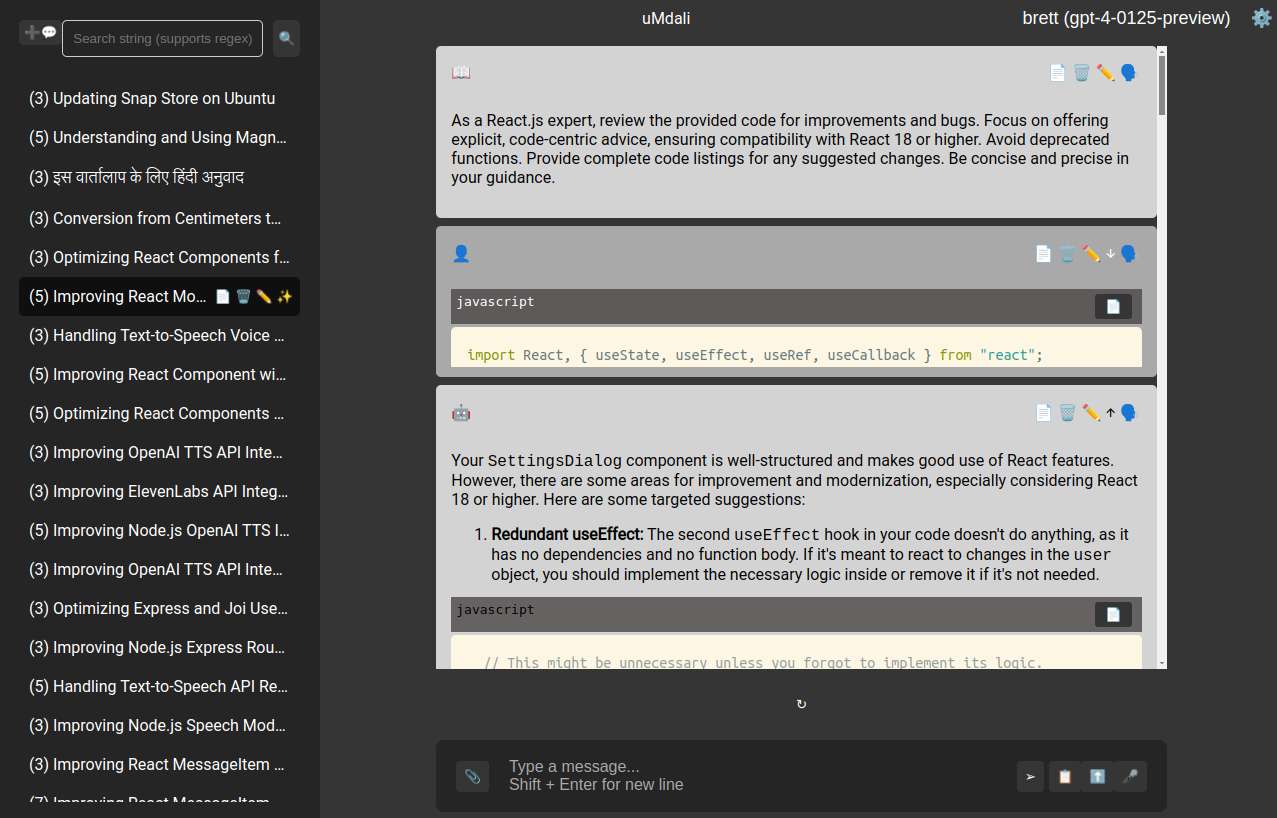 Search string (supports regex)
(3) Updating Snap Store on Ubuntu
(5) Understanding and Using Magn...
(3) इस वार्तालाप के लिए हिंदी अनुवाद
(3) Conversion from Centimeters t...
(3) Optimizing React Components f...
(5) Improving React Mo...
(3) Handling Text-to-Speech Voice ...
(5) Improving React Component wi...
(5) Optimizing React Components ...
(3) Improving OpenAI TTS API Inte...
(3) Improving ElevenLabs API Integ...
(5) Improving Node.js OpenAI TTS I...
(3) Improving OpenAI TTS API Inte...
(3) Optimizing Express and Joi Use...
(3) Improving Node.js Express Rou...
(5) Handling Text-to-Speech API Re...
(3) Improving Node.js Speech Mod...
(3) Improving React MessageItem ...
(7) Improving React MessageItem
uMdali
brett (gpt-4-0125-preview)
As a React.js expert, review the provided code for improvements and bugs. Focus on offering
explicit, code-centric advice, ensuring compatibility with React 18 or higher. Avoid deprecated
functions. Provide complete code listings for any suggested changes. Be concise and precise in
your guidance.
javascript
import React, { useState, useEffect, useRef, useCallback } from "react";
Your SettingsDialog component is well-structured and makes good use of React features.
However, there are some areas for improvement and modernization, especially considering React
18 or higher. Here are some targeted suggestions:
1. Redundant useEffect: The second useEffect hook in your code doesn't do anything, as it
has no dependencies and no function body. If it's meant to react to changes in the user
object, you should implement the necessary logic inside or remove it if it's not needed.
javascript
// This might be unnecessary unless you forgot to implement its logic.
Type a message...
Shift + Enter for new line